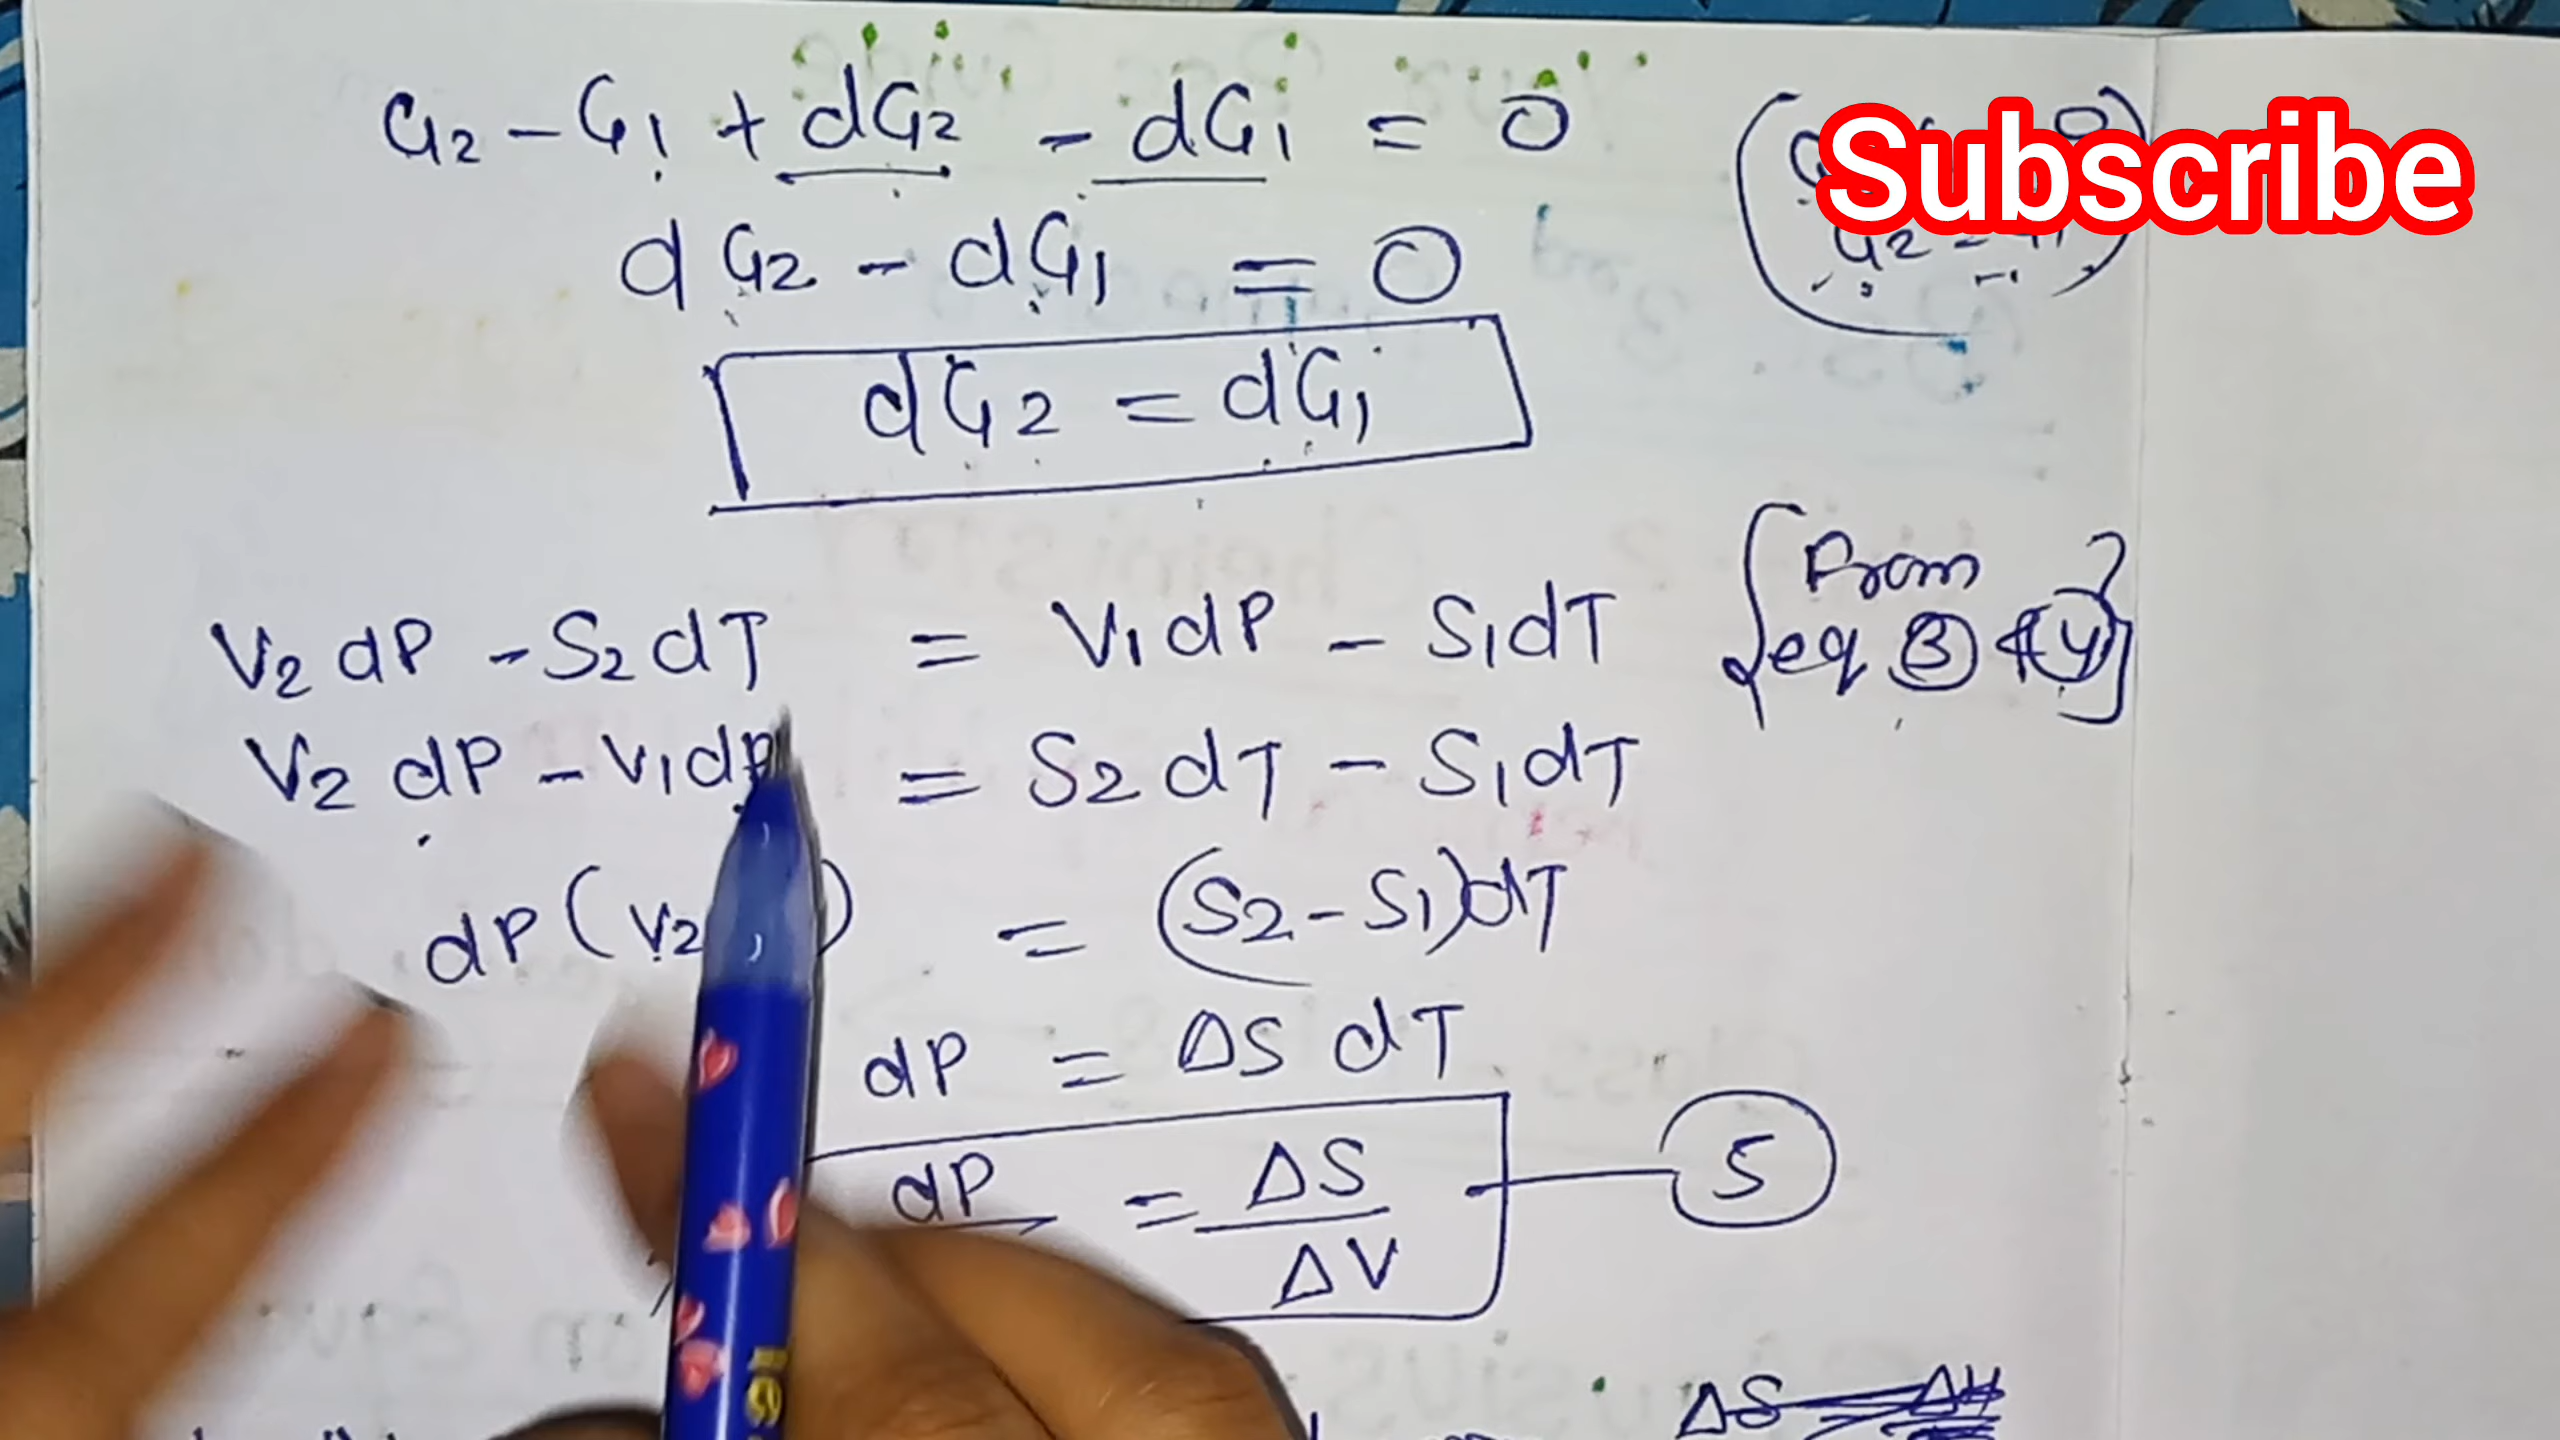 G2 - G1 + dG2 - dG1 = 0
Subscribe
G2 =
dG2 - dG1 = 0
dG2 = dG1
V2 dP - S2 dT = V1 dP - S1 dT
{From eq ③ & ④}
V2 dP - V1 dP = S2 dT - S1 dT
dP (V2 ) = (S2 - S1) dT
dP = ΔS dT
dP = ΔS / ΔV — ⑤
ΔS